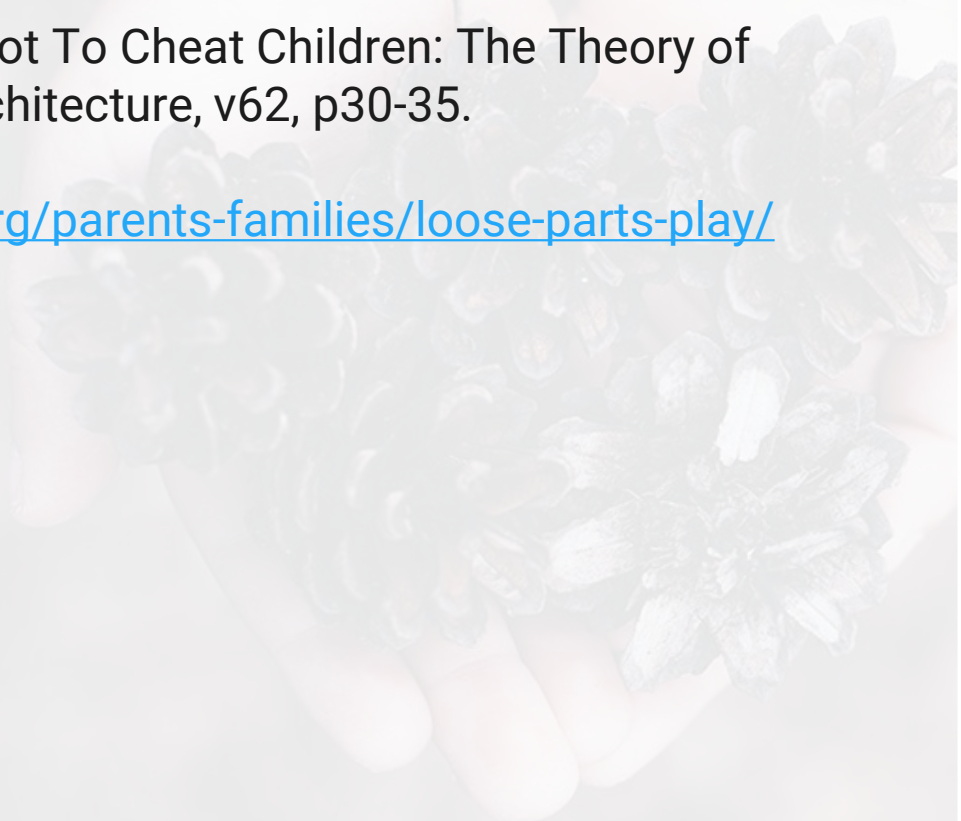 ot To Cheat Children: The Theory of
chitecture, v62, p30-35.
rg/parents-families/loose-parts-play/